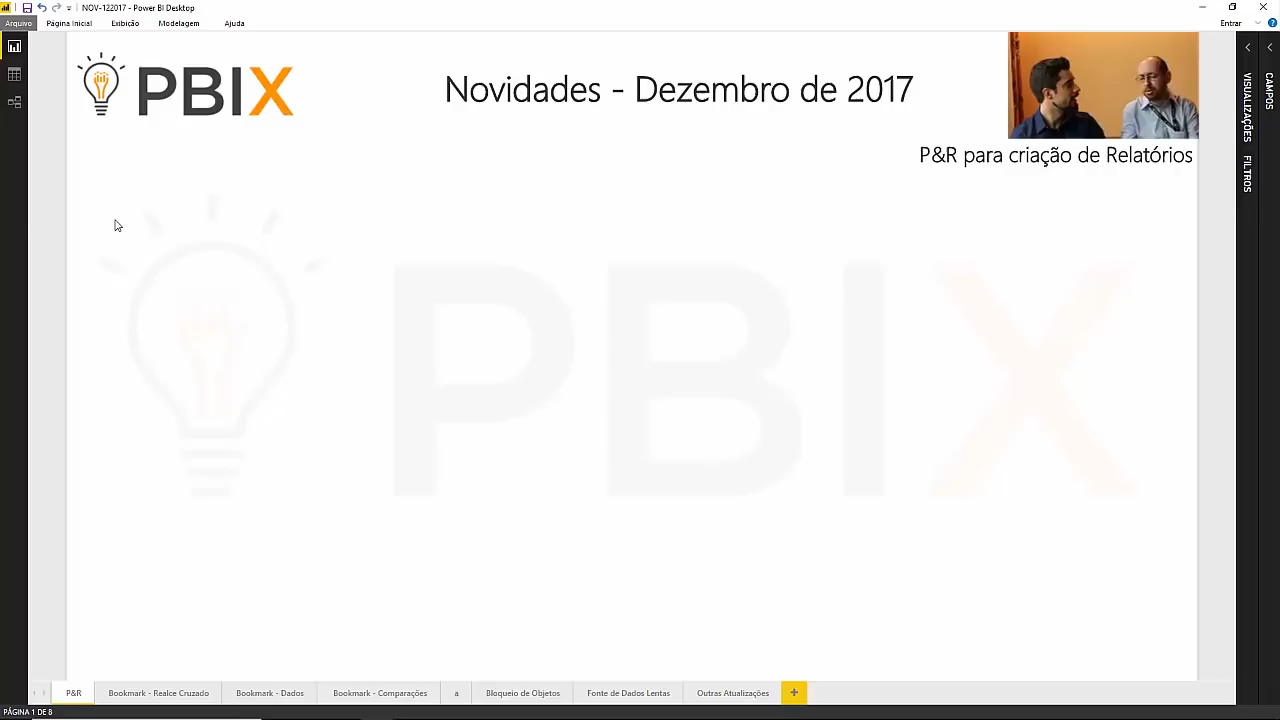 NOV-122017 - Power BI Desktop
Arquivo Página Inicial Exibição Modelagem Ajuda Entrar
PBIX
Novidades - Dezembro de 2017
P&R para criação de Relatórios
VISUALIZAÇÕES
FILTROS
CAMPOS
PBIX
P&R Bookmark - Realce Cruzado Bookmark - Dados Bookmark - Comparações a Bloqueio de Objetos Fonte de Dados Lentas Outras Atualizações +
PÁGINA 1 DE 8